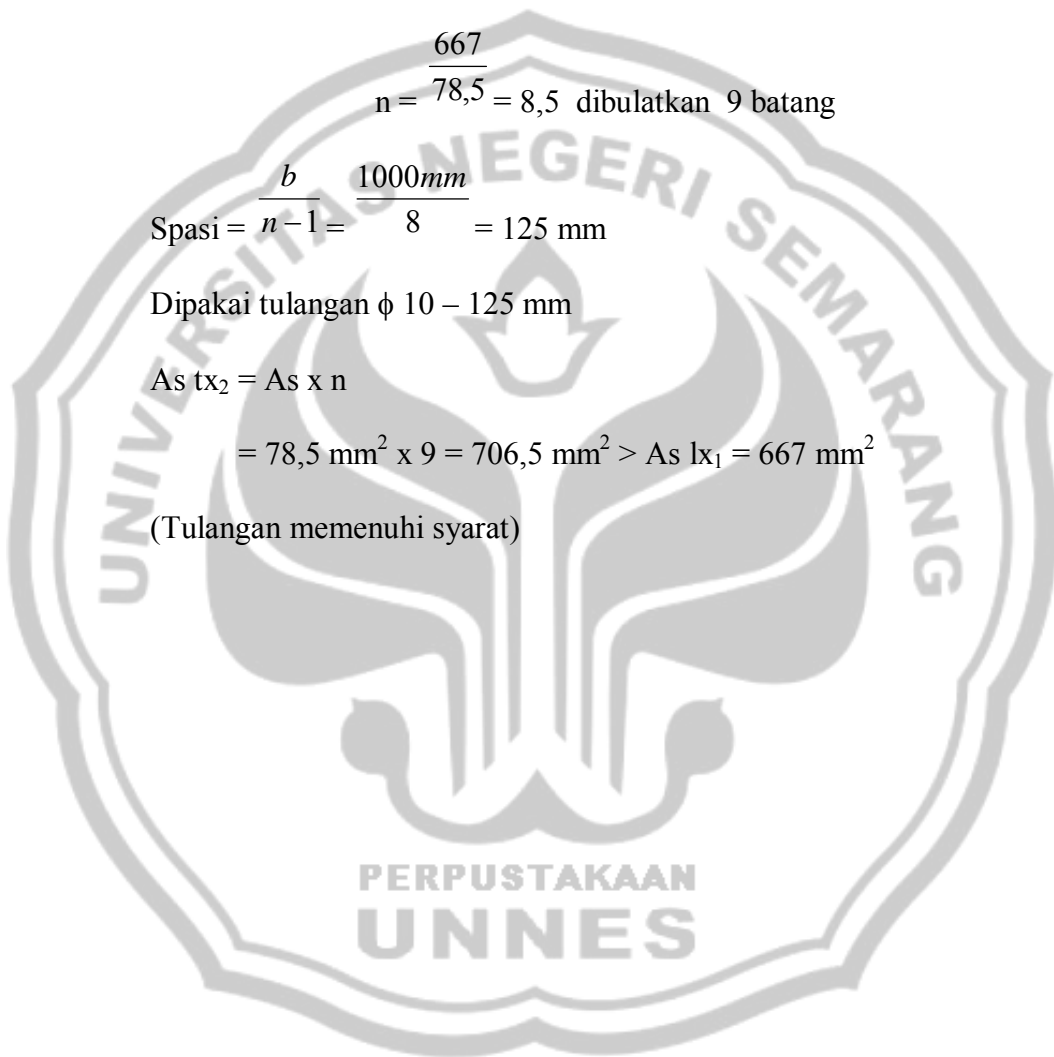 n = 667/78,5 = 8,5 dibulatkan 9 batang
Spasi = b/n – 1 = 1000mm/8 = 125 mm
Dipakai tulangan ϕ 10 – 125 mm
As tx₂ = As x n
= 78,5 mm² x 9 = 706,5 mm² > As lx₁ = 667 mm²
(Tulangan memenuhi syarat)
UNIVERSITAS NEGERI SEMARANG
PERPUSTAKAAN
UNNES